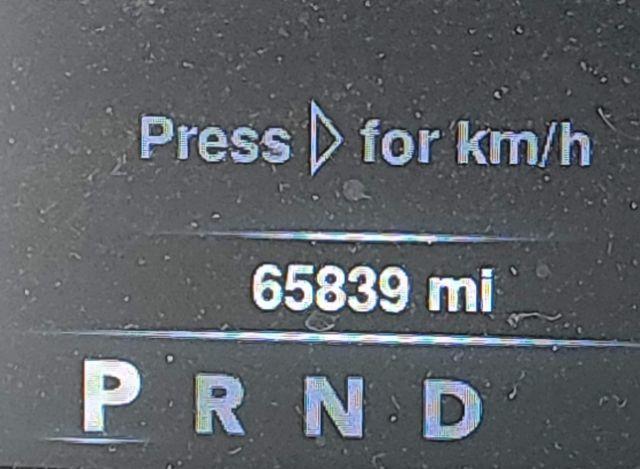 Press ▷ for km/h
65839 mi
P R N D